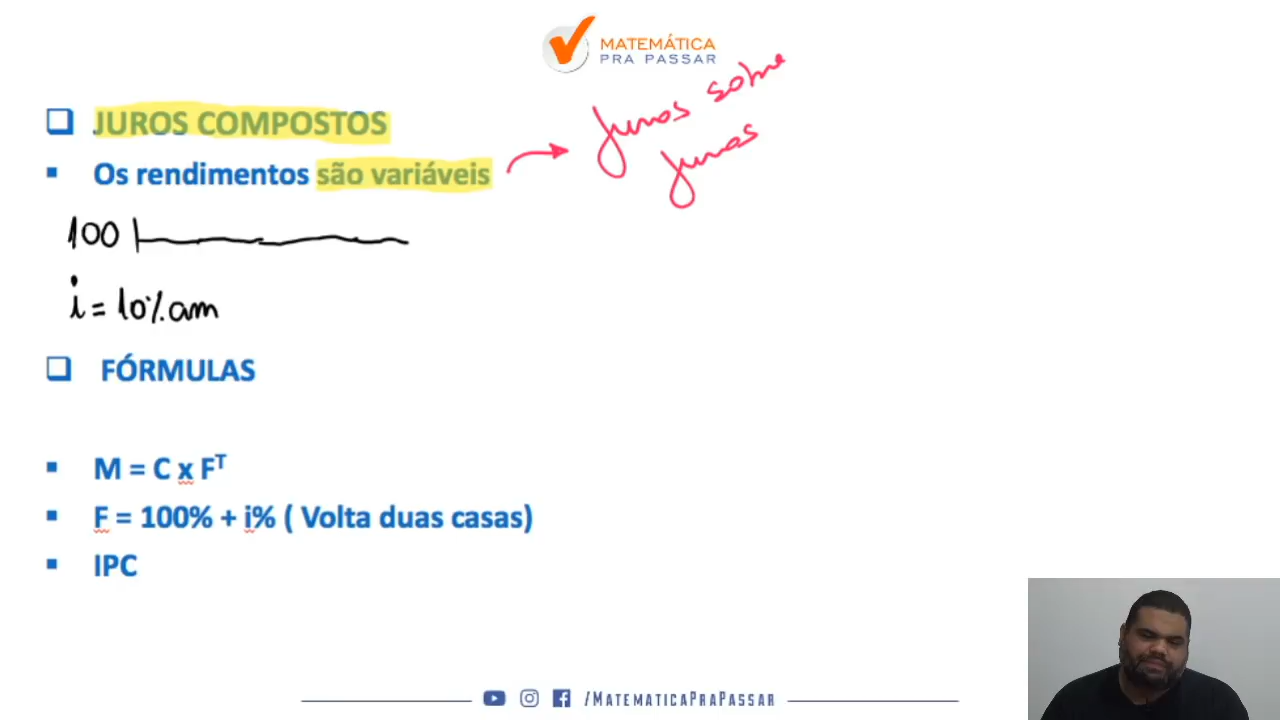 MATEMÁTICA
PRA PASSAR
JUROS COMPOSTOS
Os rendimentos são variáveis
Juros sobre
Juros
100
i = 10% am
FÓRMULAS
M = C x Fᵀ
F = 100% + i% ( Volta duas casas)
IPC
/MATEMATICAPRAPASSAR